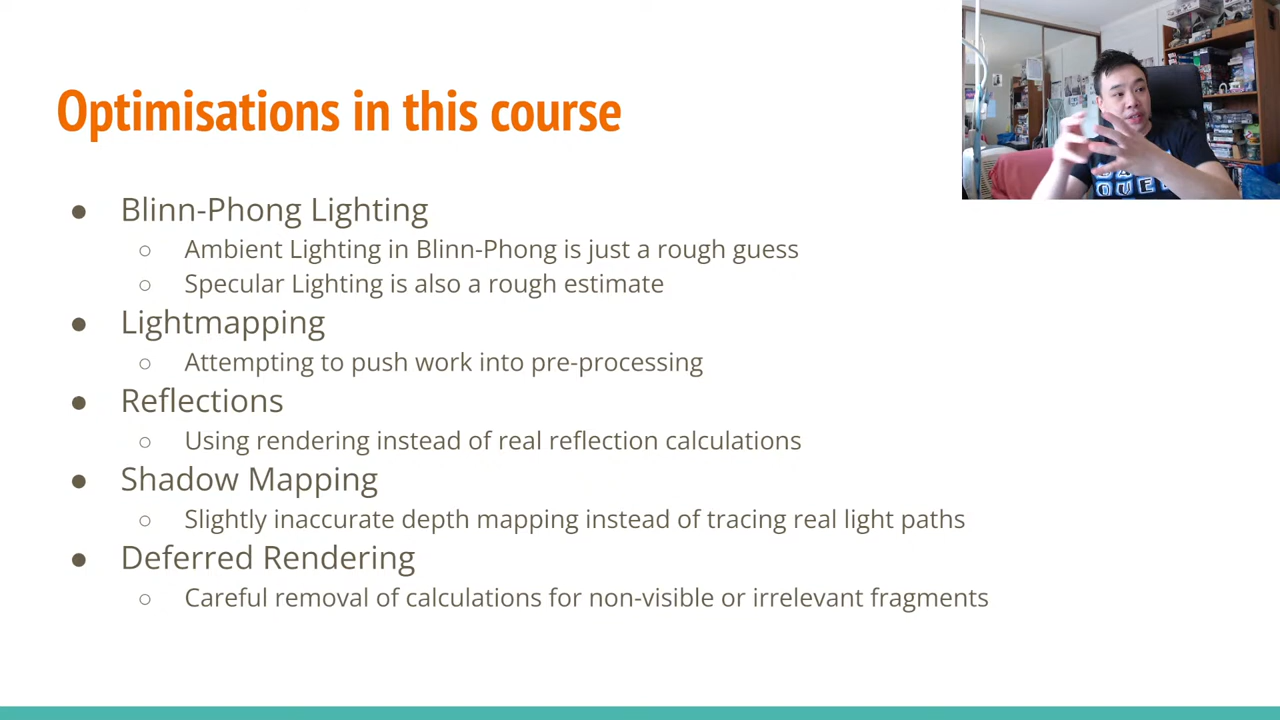 Optimisations in this course
● Blinn-Phong Lighting
○ Ambient Lighting in Blinn-Phong is just a rough guess
○ Specular Lighting is also a rough estimate
● Lightmapping
○ Attempting to push work into pre-processing
● Reflections
○ Using rendering instead of real reflection calculations
● Shadow Mapping
○ Slightly inaccurate depth mapping instead of tracing real light paths
● Deferred Rendering
○ Careful removal of calculations for non-visible or irrelevant fragments